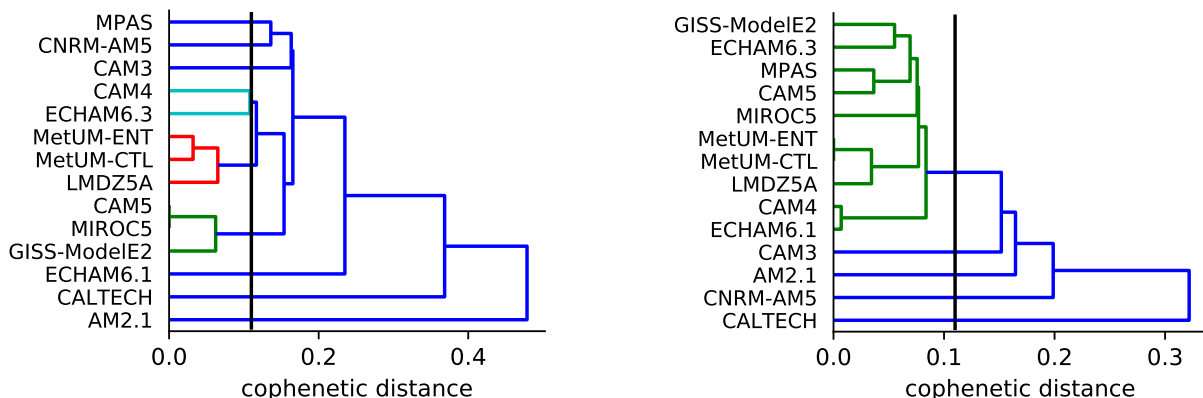 MPAS
CNRM-AM5
CAM3
CAM4
ECHAM6.3
MetUM-ENT
MetUM-CTL
LMDZ5A
CAM5
MIROC5
GISS-ModelE2
ECHAM6.1
CALTECH
AM2.1
0.0 0.2 0.4
cophenetic distance
GISS-ModelE2
ECHAM6.3
MPAS
CAM5
MIROC5
MetUM-ENT
MetUM-CTL
LMDZ5A
CAM4
ECHAM6.1
CAM3
AM2.1
CNRM-AM5
CALTECH
0.0 0.1 0.2 0.3
cophenetic distance